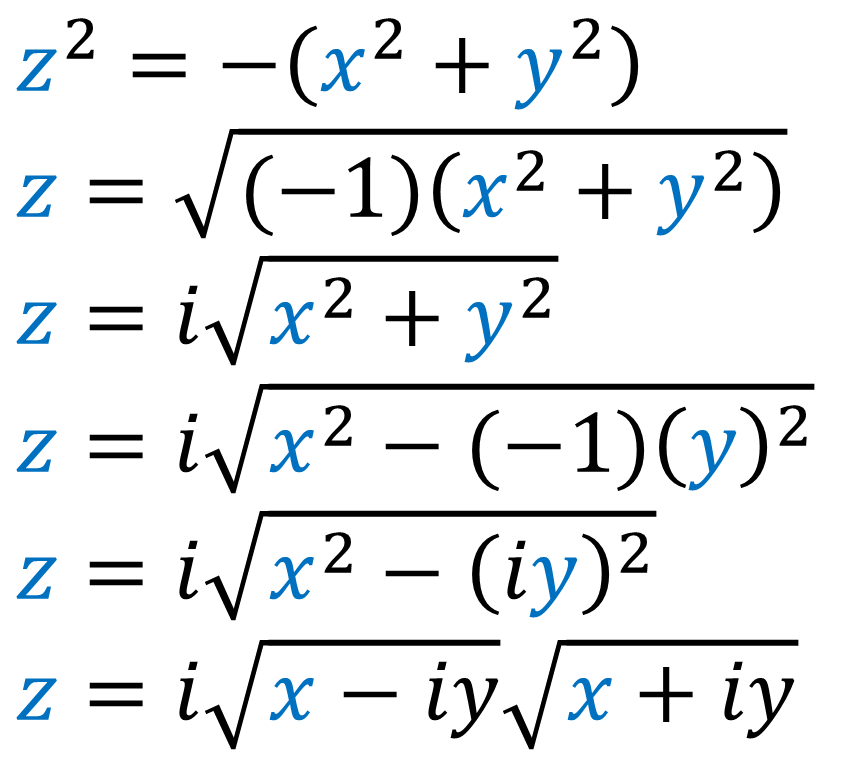 z² = −(x² + y²)
z = √((−1)(x² + y²))
z = i√(x² + y²)
z = i√(x² − (−1)(y)²)
z = i√(x² − (iy)²)
z = i√(x − iy)√(x + iy)